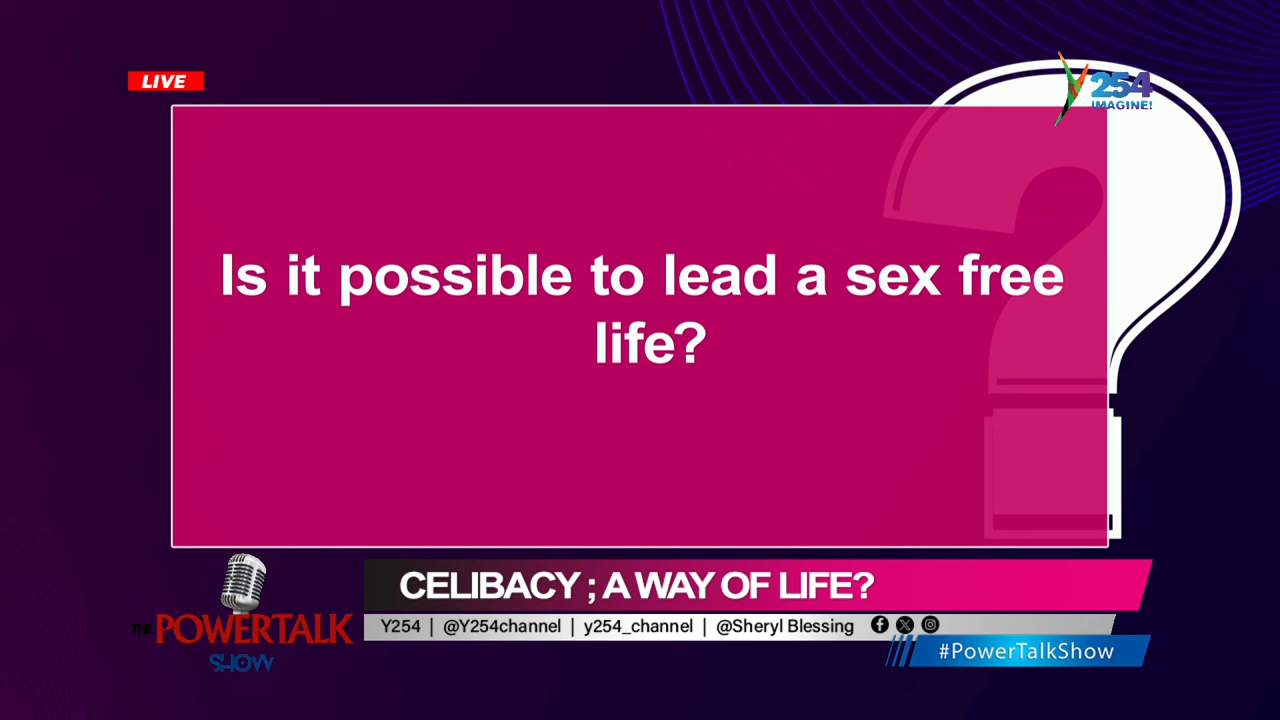 LIVE
Y254
IMAGINE!
Is it possible to lead a sex free
life?
CELIBACY ; A WAY OF LIFE?
THE POWERTALK
SHOW
Y254 | @Y254channel | y254_channel | @Sheryl Blessing
#PowerTalkShow